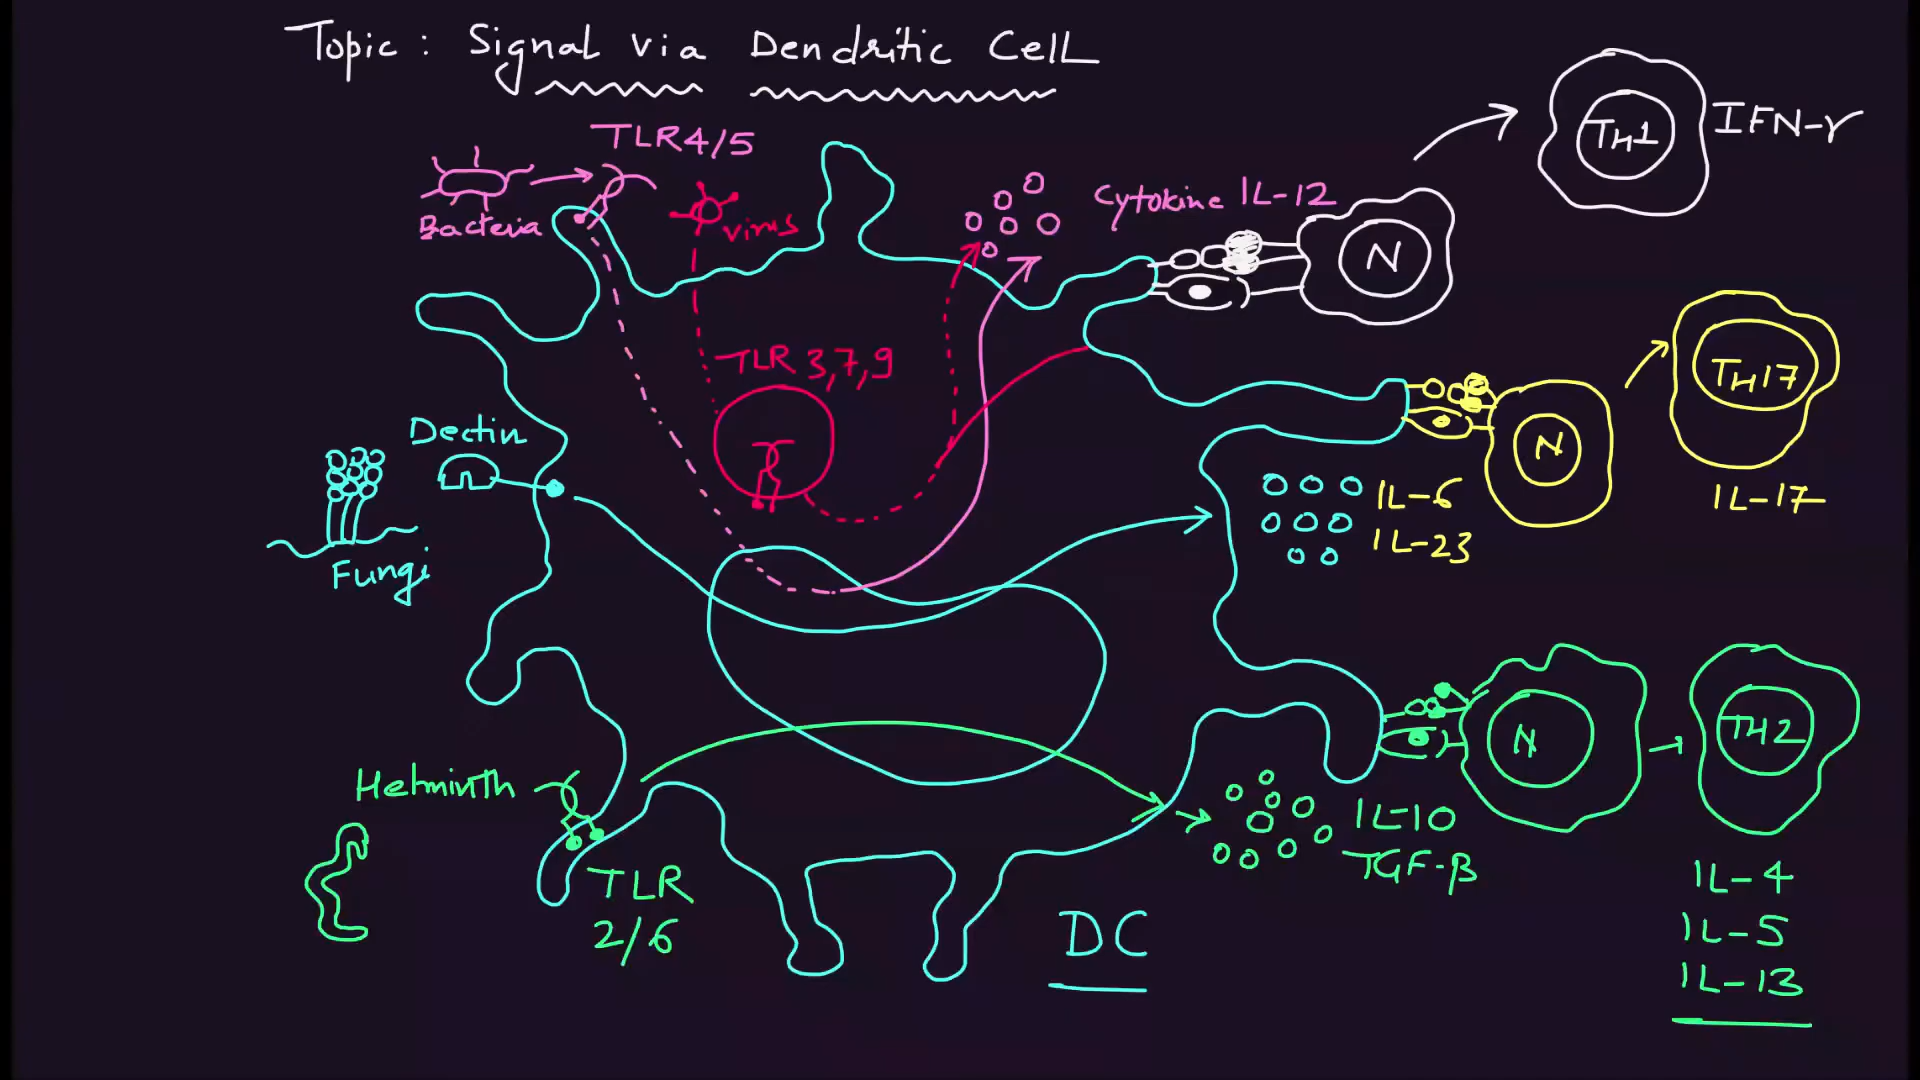 Topic : Signal via Dendritic Cell
TLR4/5
Bacteria
virus
Cytokine IL-12
N
TH1
IFN-γ
TLR 3,7,9
Dectin
Fungi
N
TH17
IL-17
IL-6
IL-23
Helminth
TLR
2/6
N
TH2
IL-10
TGF-β
IL-4
IL-5
IL-13
DC